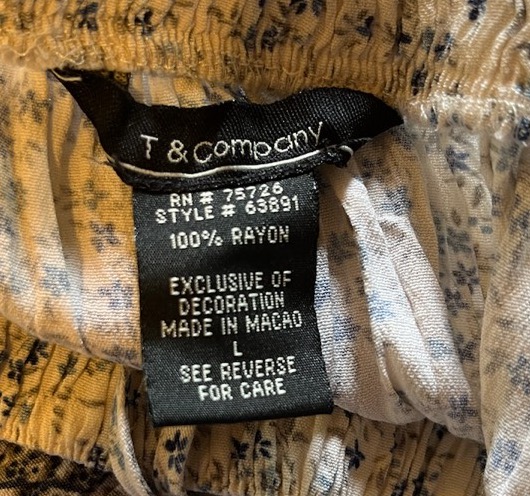 T & Company
RN # 75726
STYLE # 63891
100% RAYON
EXCLUSIVE OF
DECORATION
MADE IN MACAO
L
SEE REVERSE
FOR CARE